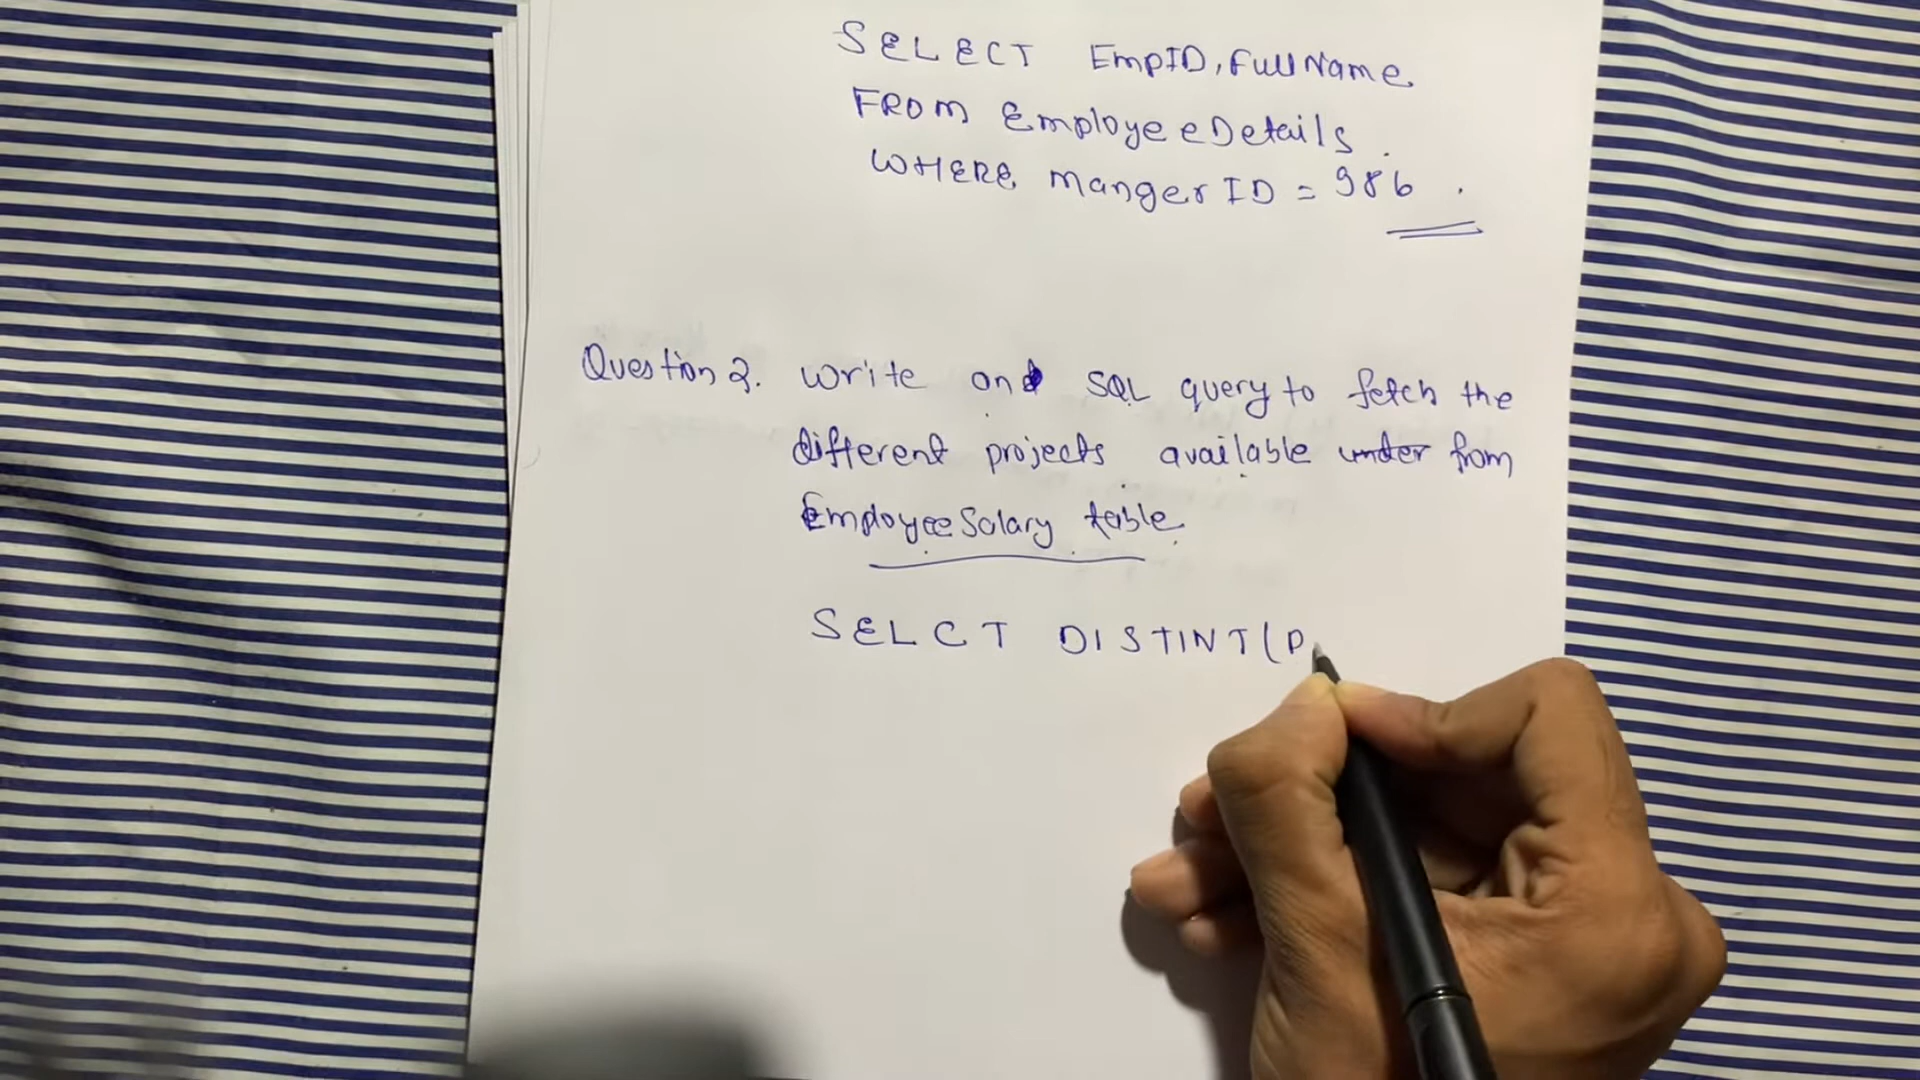 SELECT EmpID, FullName
FROM EmployeeDetails
WHERE MangerID = 986
Question 2. Write an SQL query to fetch the
different projects available under from
EmployeeSalary table
SELCT DISTINT(P